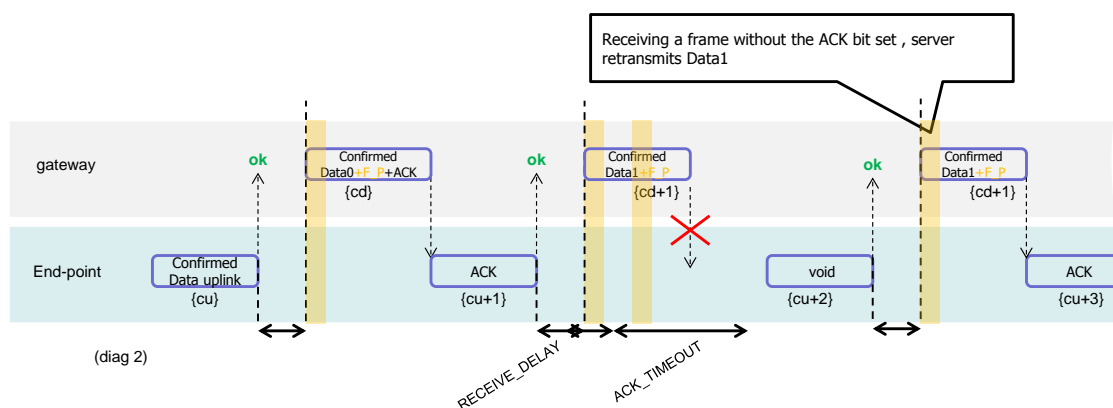 Receiving a frame without the ACK bit set , server
retransmits Data1
gateway
ok
Confirmed
Data0+F_P+ACK
{cd}
ok
Confirmed
Data1+F_P
{cd+1}
ok
Confirmed
Data1+F_P
{cd+1}
End-point
Confirmed
Data uplink
{cu}
ACK
{cu+1}
void
{cu+2}
ACK
{cu+3}
(diag 2)
RECEIVE_DELAY
ACK_TIMEOUT